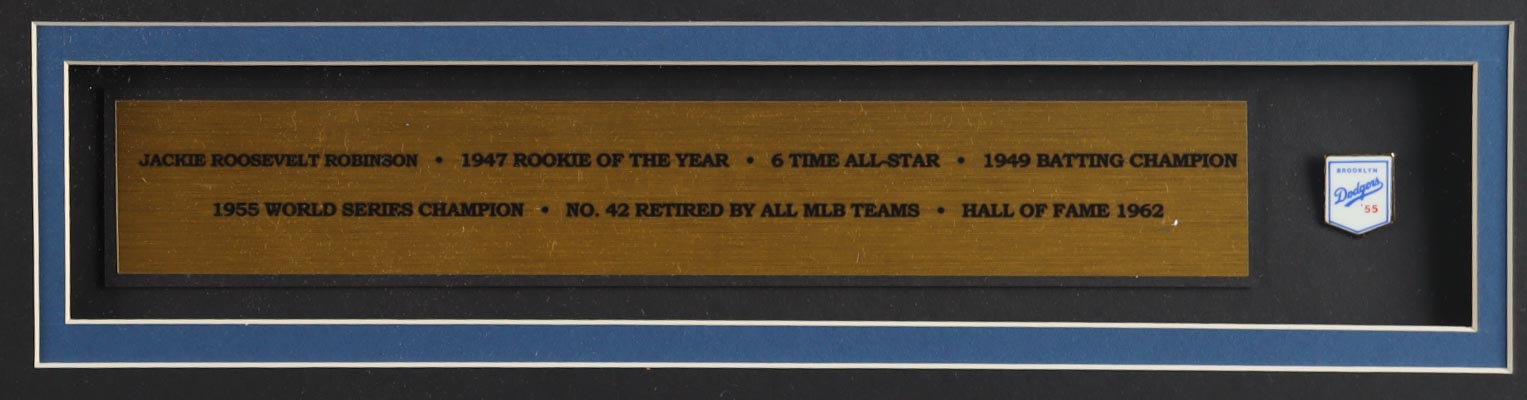 JACKIE ROOSEVELT ROBINSON • 1947 ROOKIE OF THE YEAR • 6 TIME ALL-STAR • 1949 BATTING CHAMPION
1955 WORLD SERIES CHAMPION • NO. 42 RETIRED BY ALL MLB TEAMS • HALL OF FAME 1962
BROOKLYN
Dodgers
'55